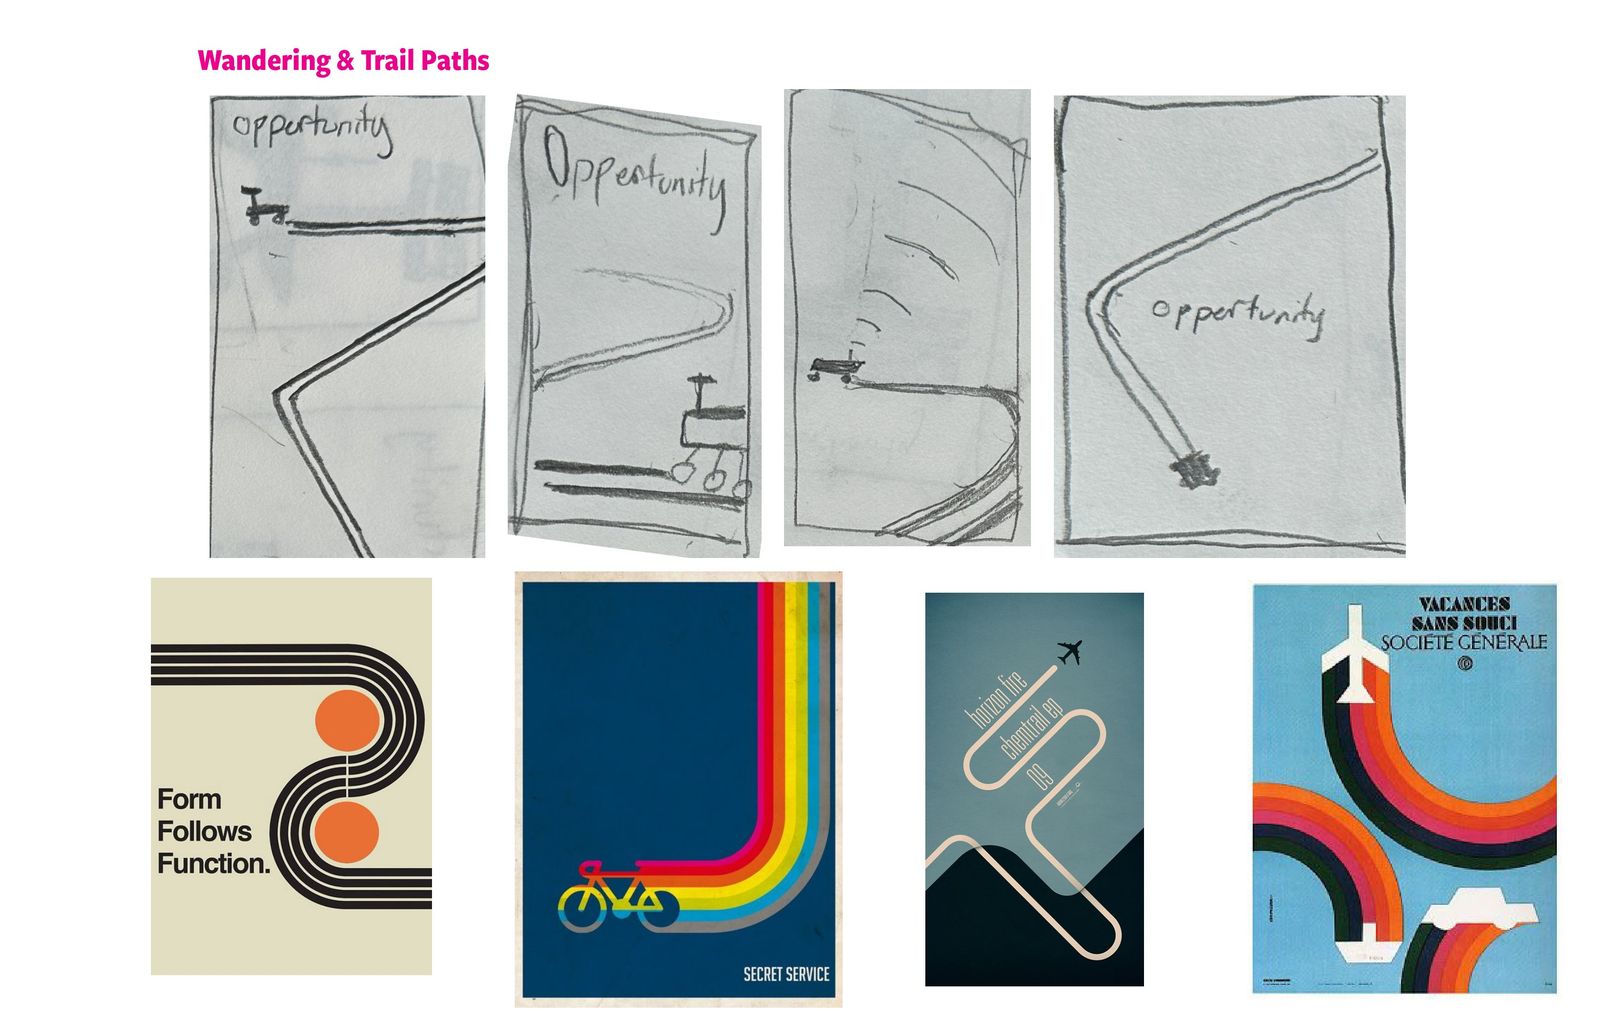 Wandering & Trail Paths
opportunity
Oppertunity
opportunity
Form
Follows
Function.
SECRET SERVICE
horizon fire
chemtrail ep
09
VACANCES
SANS SOUCI
SOCIÉTÉ GÉNÉRALE